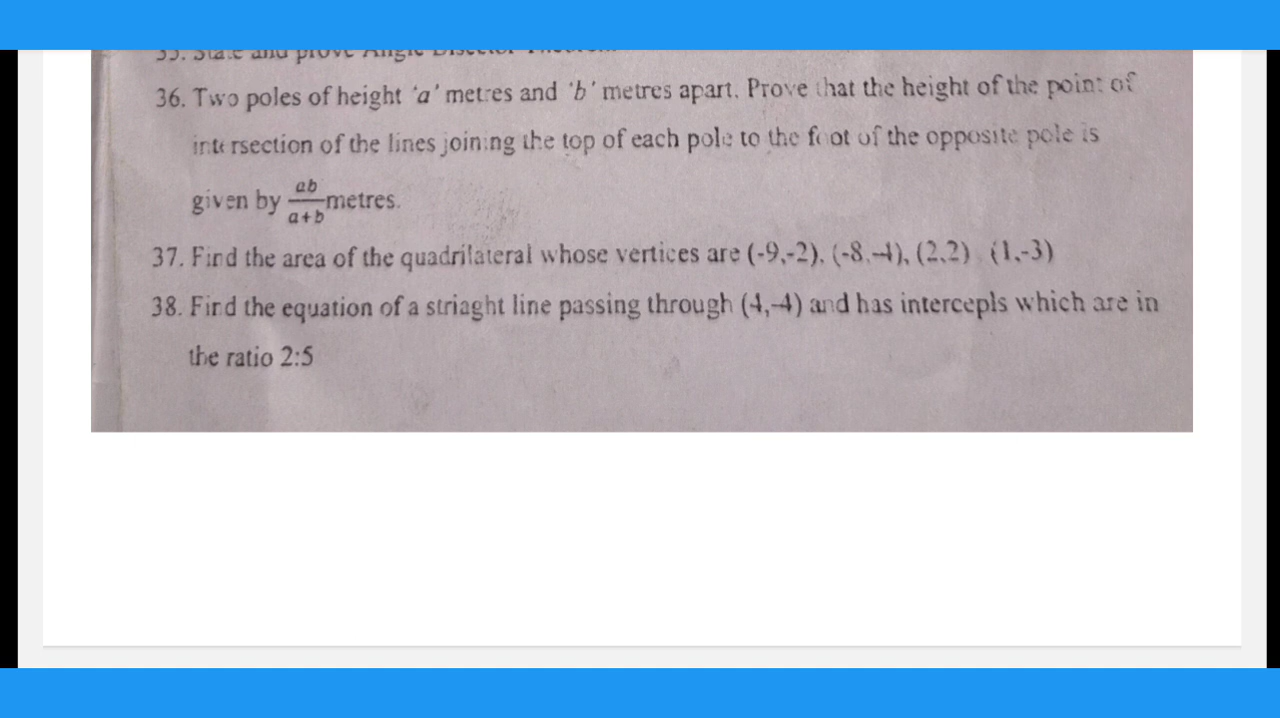 36. Two poles of height 'a' metres and 'b' metres apart. Prove that the height of the point of
intersection of the lines joining the top of each pole to the foot of the opposite pole is
given by ab/a+b metres.
37. Find the area of the quadrilateral whose vertices are (-9,-2), (-8,-4), (2,2), (1,-3)
38. Find the equation of a striaght line passing through (4,-4) and has intercepls which are in
the ratio 2:5